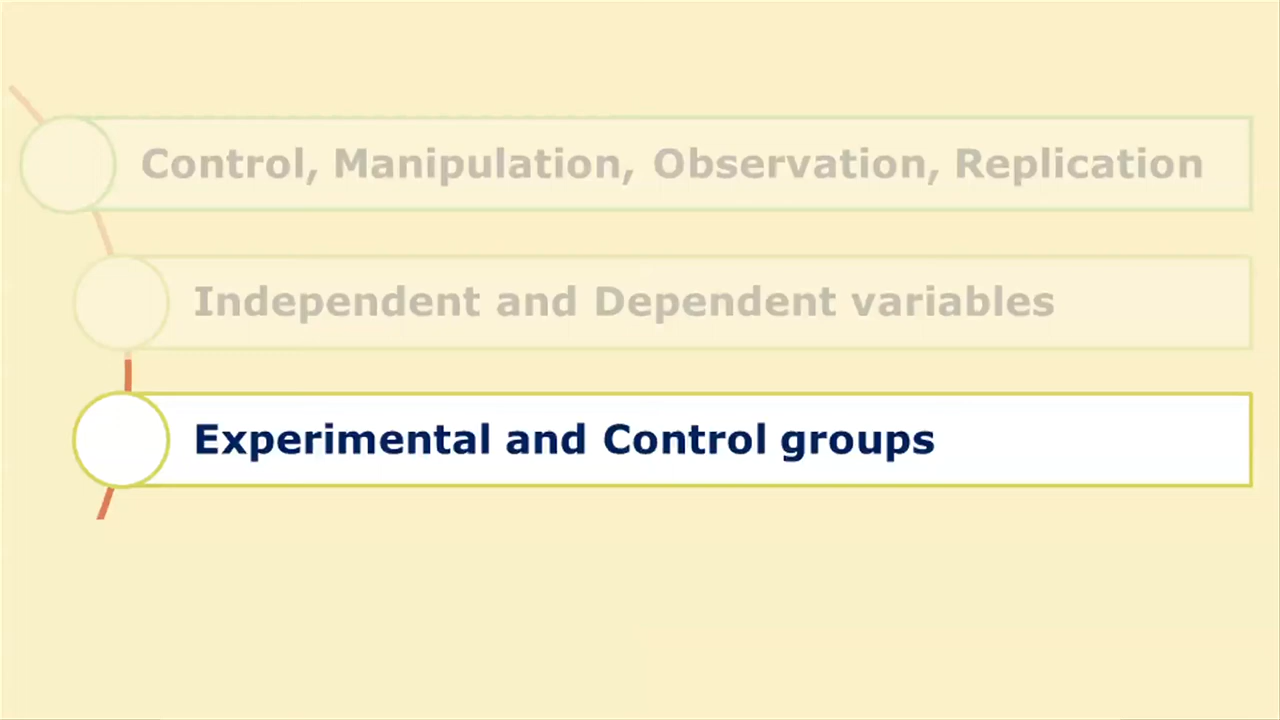 Control, Manipulation, Observation, Replication
Independent and Dependent variables
Experimental and Control groups